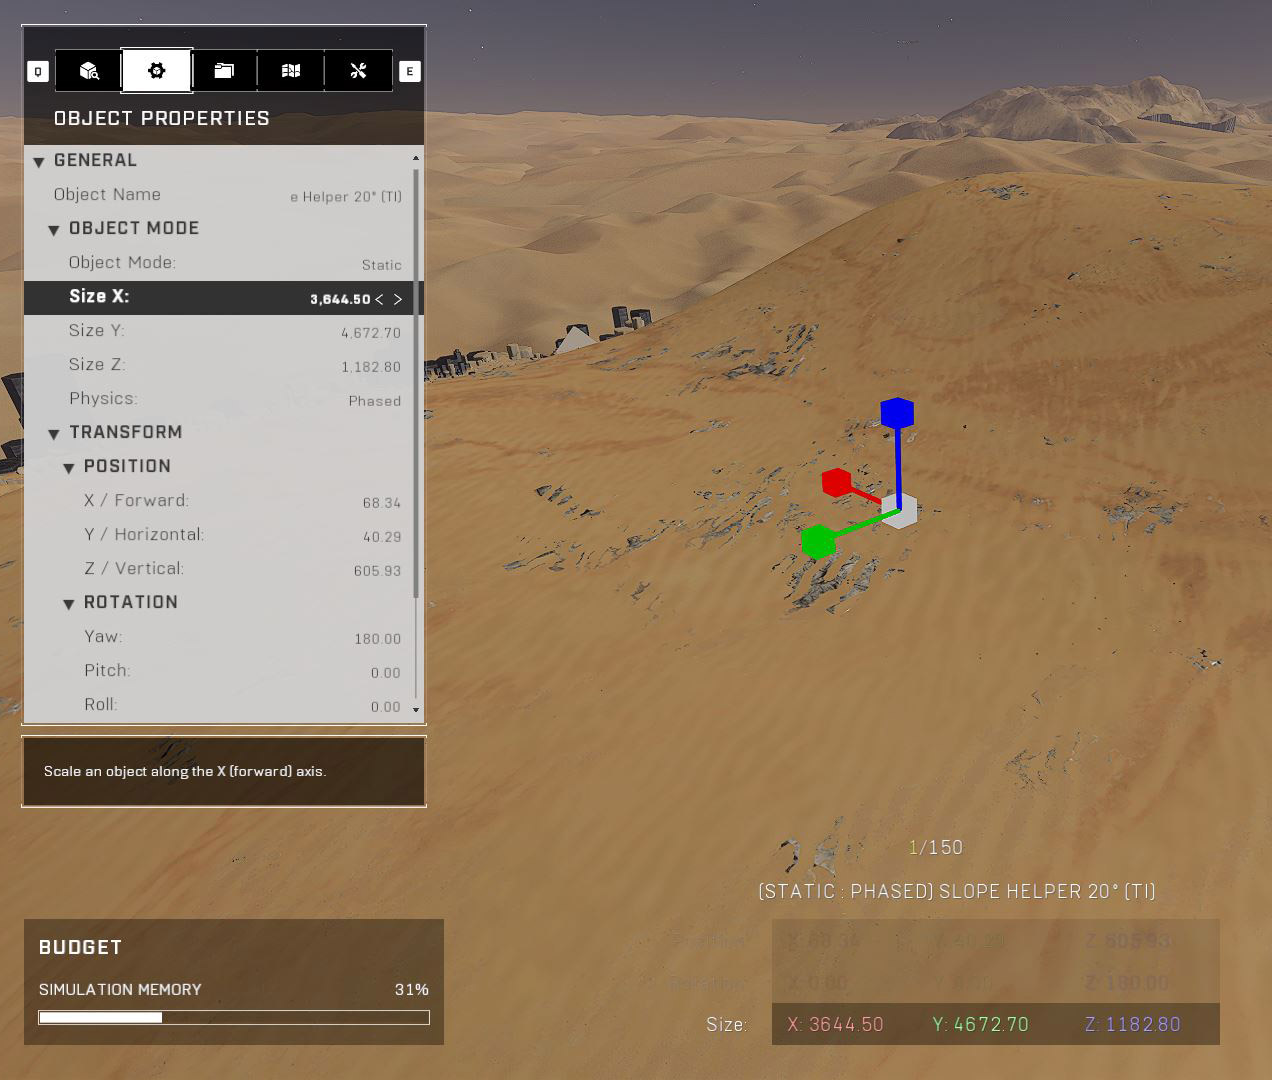 Q
E
OBJECT PROPERTIES
GENERAL
Object Name e Helper 20° (TI)
OBJECT MODE
Object Mode: Static
Size X: 3,644.50 < >
Size Y: 4,672.70
Size Z: 1,182.80
Physics: Phased
TRANSFORM
POSITION
X / Forward: 68.34
Y / Horizontal: 40.29
Z / Vertical: 605.93
ROTATION
Yaw: 180.00
Pitch: 0.00
Roll: 0.00
Scale an object along the X (forward) axis.
1/150
(STATIC : PHASED) SLOPE HELPER 20° (TI)
BUDGET
SIMULATION MEMORY 31%
X: 68.34 Y: 40.29 Z: 605.93
X: 0.00 Z: 180.00
Size: X: 3644.50 Y: 4672.70 Z: 1182.80